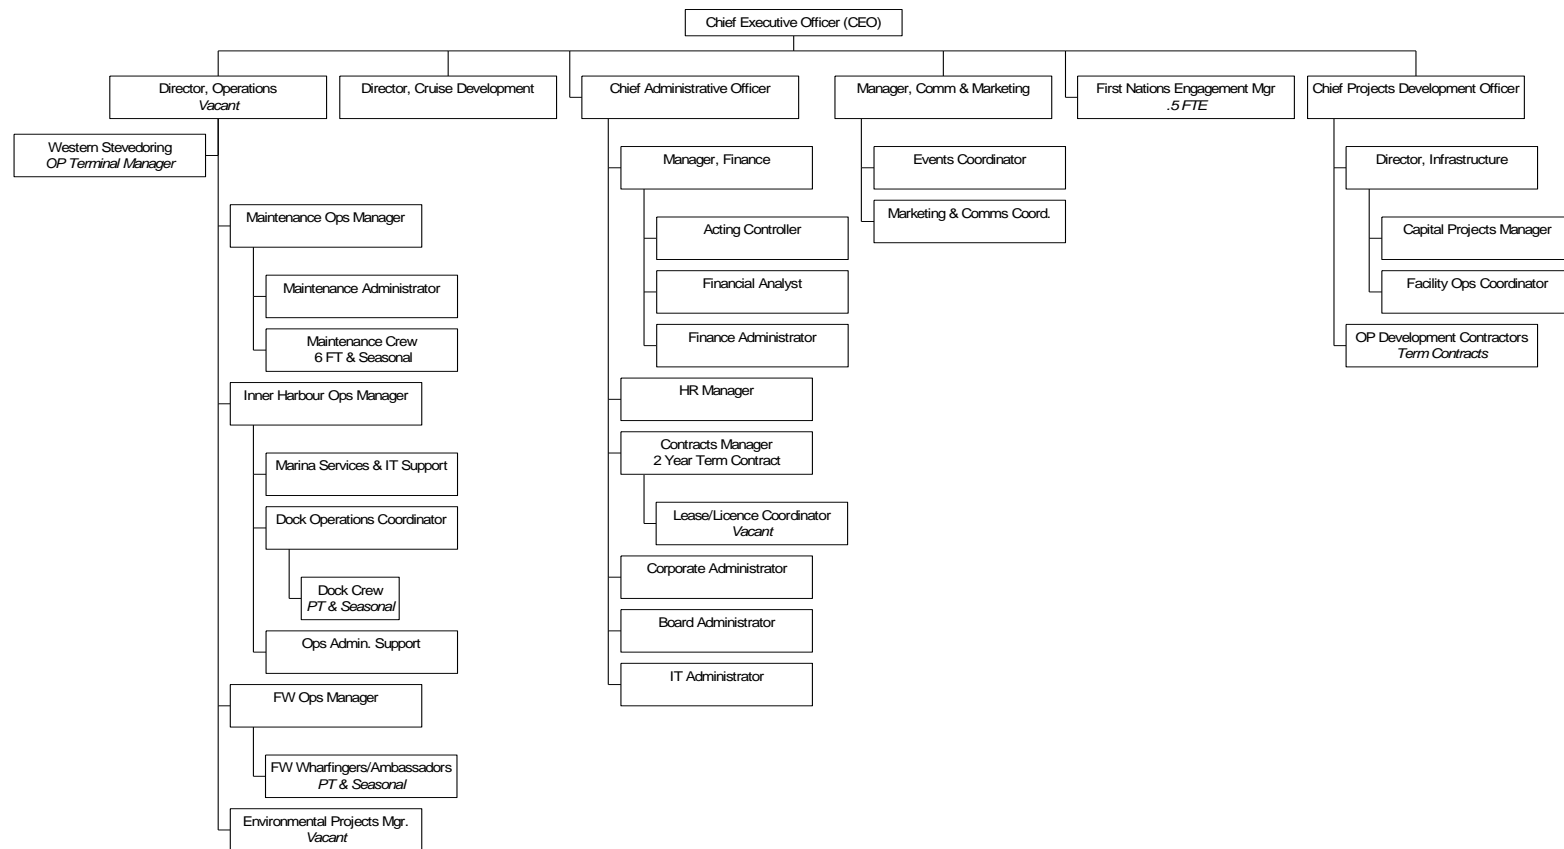 Chief Executive Officer (CEO)
Director, Operations
Vacant
Director, Cruise Development
Chief Administrative Officer
Manager, Comm & Marketing
First Nations Engagement Mgr
.5 FTE
Chief Projects Development Officer
Western Stevedoring
OP Terminal Manager
Maintenance Ops Manager
Maintenance Administrator
Maintenance Crew
6 FT & Seasonal
Inner Harbour Ops Manager
Marina Services & IT Support
Dock Operations Coordinator
Dock Crew
PT & Seasonal
Ops Admin. Support
FW Ops Manager
FW Wharfingers/Ambassadors
PT & Seasonal
Environmental Projects Mgr.
Vacant
Manager, Finance
Acting Controller
Financial Analyst
Finance Administrator
HR Manager
Contracts Manager
2 Year Term Contract
Lease/Licence Coordinator
Vacant
Corporate Administrator
Board Administrator
IT Administrator
Events Coordinator
Marketing & Comms Coord.
Director, Infrastructure
Capital Projects Manager
Facility Ops Coordinator
OP Development Contractors
Term Contracts